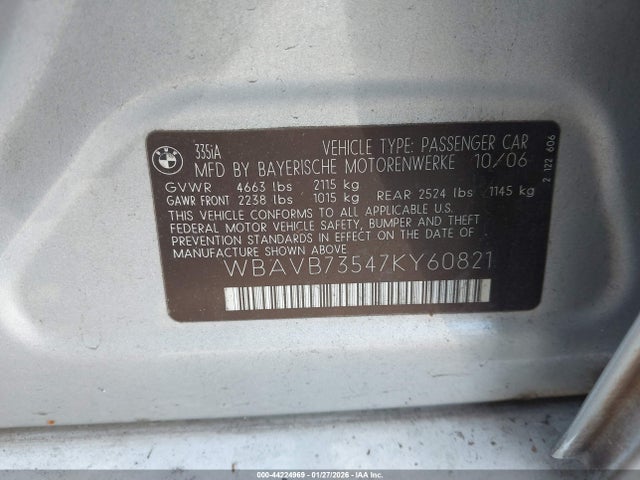 335iA VEHICLE TYPE: PASSENGER CAR
MFD BY BAYERISCHE MOTORENWERKE 10/06
GVWR 4663 lbs 2115 kg
GAWR FRONT 2238 lbs 1015 kg REAR 2524 lbs 1145 kg
THIS VEHICLE CONFORMS TO ALL APPLICABLE U.S.
FEDERAL MOTOR VEHICLE SAFETY, BUMPER AND THEFT
PREVENTION STANDARDS IN EFFECT ON THE DATE OF
MANUFACTURE SHOWN ABOVE
WBAVB73547KY60821
2 122 606
000-44224969 | 01/27/2026 | IAA, Inc.